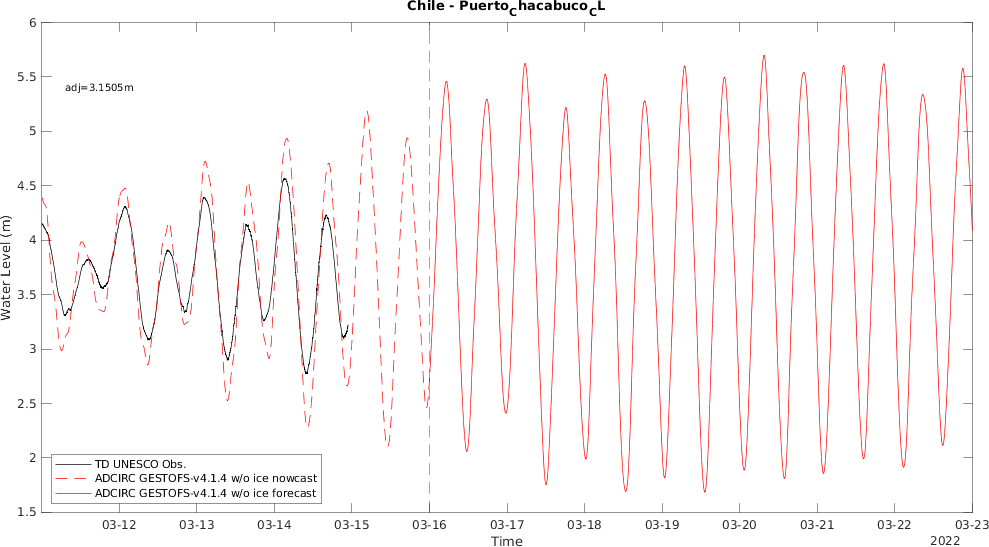 Chile - Puerto_Chacabuco_CL
6
5.5
adj=3.1505m
5
4.5
4
Water Level (m)
3.5
3
2.5
2
TD UNESCO Obs.
ADCIRC GESTOFS-v4.1.4 w/o ice nowcast
ADCIRC GESTOFS-v4.1.4 w/o ice forecast
1.5
03-12 03-13 03-14 03-15 03-16 03-17 03-18 03-19 03-20 03-21 03-22 03-23
Time
2022